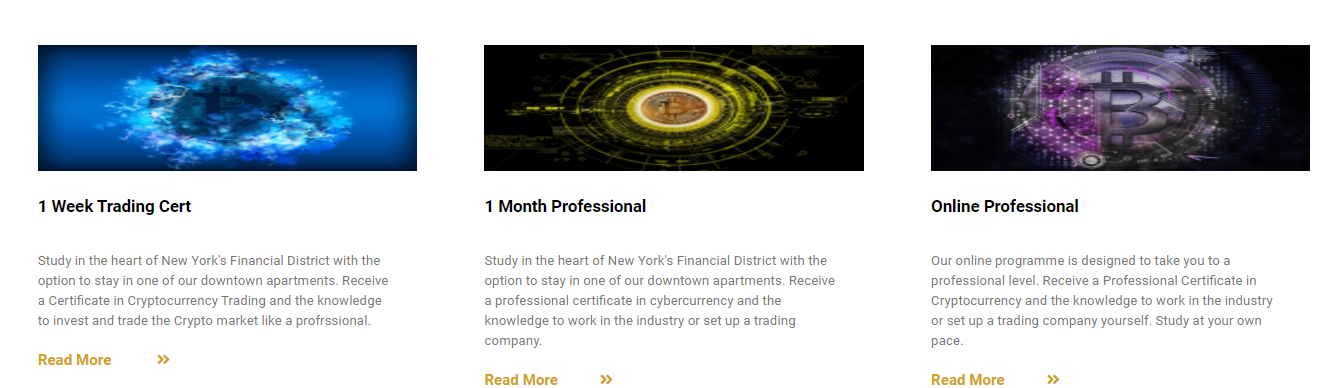 1 Week Trading Cert
Study in the heart of New York's Financial District with the
option to stay in one of our downtown apartments. Receive
a Certificate in Cryptocurrency Trading and the knowledge
to invest and trade the Crypto market like a profrssional.
Read More
1 Month Professional
Study in the heart of New York's Financial District with the
option to stay in one of our downtown apartments. Receive
a professional certificate in cybercurrency and the
knowledge to work in the industry or set up a trading
company.
Read More
Online Professional
Our online programme is designed to take you to a
professional level. Receive a Professional Certificate in
Cryptocurrency and the knowledge to work in the industry
or set up a trading company yourself. Study at your own
pace.
Read More